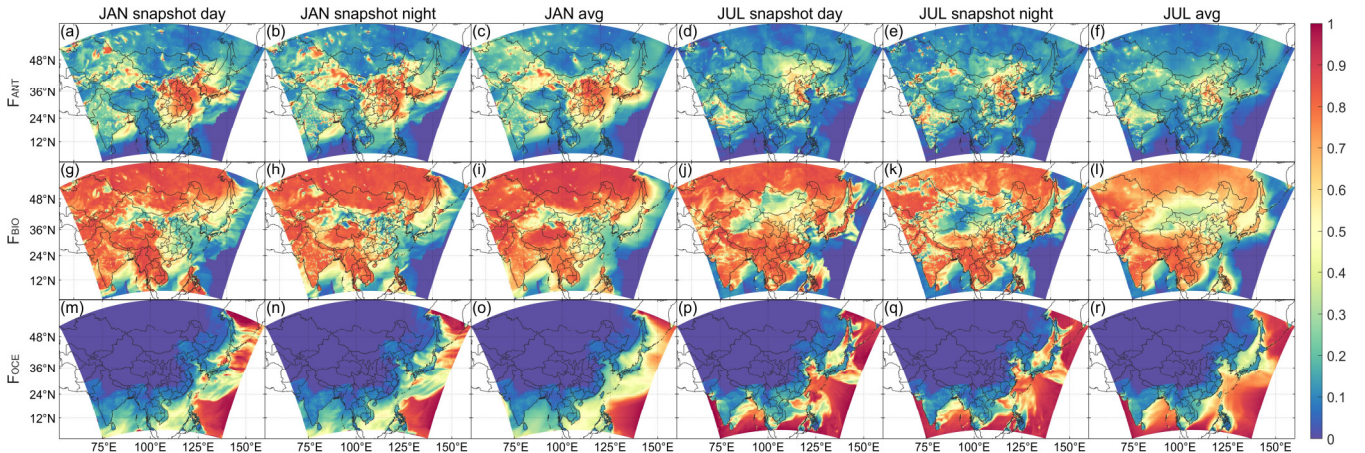 JAN snapshot day JAN snapshot night JAN avg JUL snapshot day JUL snapshot night JUL avg
(a) (b) (c) (d) (e) (f)
F_ANT
48°N
36°N
24°N
12°N
(g) (h) (i) (j) (k) (l)
F_BIO
48°N
36°N
24°N
12°N
(m) (n) (o) (p) (q) (r)
F_OCE
48°N
36°N
24°N
12°N
75°E 100°E 125°E 150°E 75°E 100°E 125°E 150°E 75°E 100°E 125°E 150°E 75°E 100°E 125°E 150°E 75°E 100°E 125°E 150°E 75°E 100°E 125°E 150°E
1
0.9
0.8
0.7
0.6
0.5
0.4
0.3
0.2
0.1
0